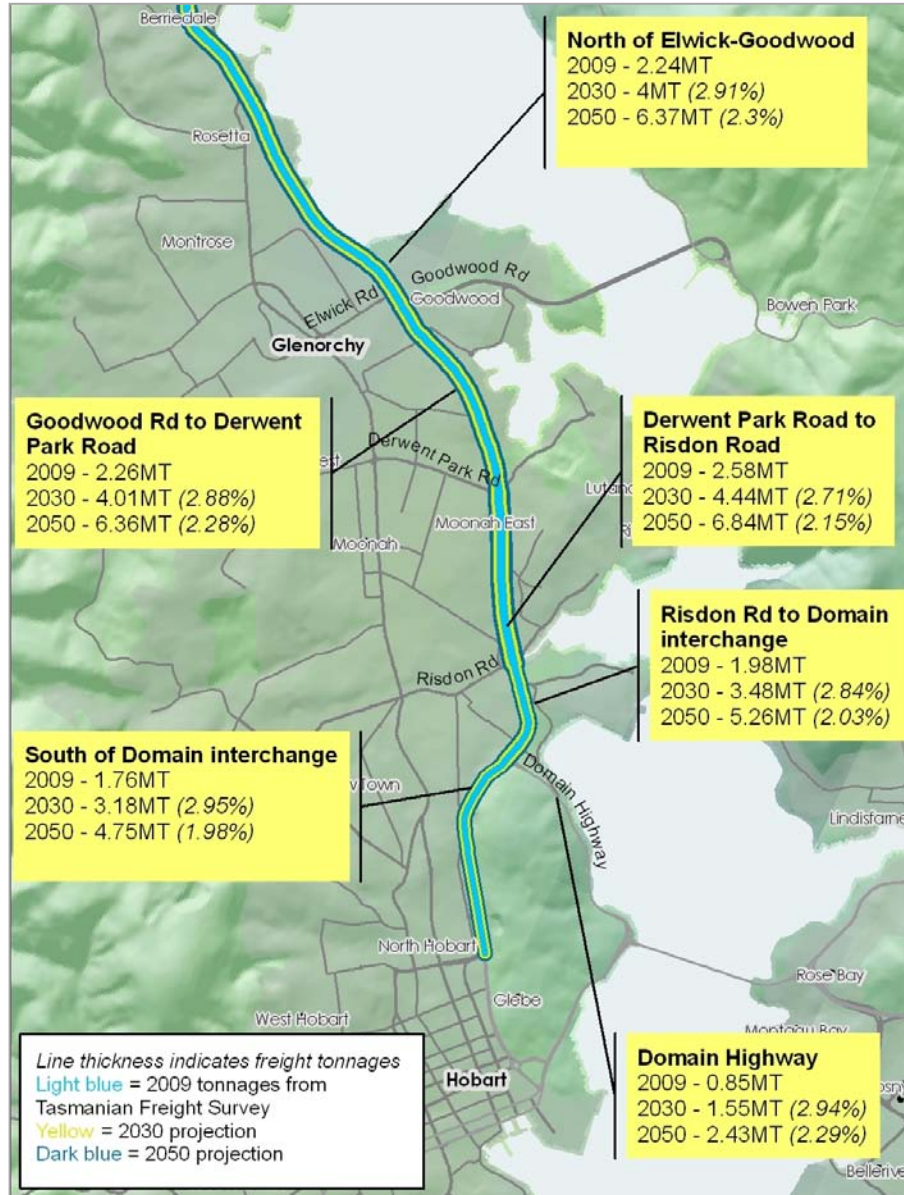 Berriedale
North of Elwick-Goodwood
2009 - 2.24MT
2030 - 4MT (2.91%)
2050 - 6.37MT (2.3%)
Rosetta
Montrose
Elwick Rd
Goodwood Rd
Goodwood
Bowen Park
Glenorchy
Goodwood Rd to Derwent
Park Road
2009 - 2.26MT
2030 - 4.01MT (2.88%)
2050 - 6.36MT (2.28%)
Derwent Park Rd
Derwent Park Road to
Risdon Road
2009 - 2.58MT
2030 - 4.44MT (2.71%)
2050 - 6.84MT (2.15%)
Moonah East
Moonah
Risdon Rd
Risdon Rd to Domain
interchange
2009 - 1.98MT
2030 - 3.48MT (2.84%)
2050 - 5.26MT (2.03%)
South of Domain interchange
2009 - 1.76MT
2030 - 3.18MT (2.95%)
2050 - 4.75MT (1.98%)
Town
Domain Highway
Lindisfarne
North Hobart
Rose Bay
Glebe
West Hobart
Montagu Bay
Hobart
Domain Highway
2009 - 0.85MT
2030 - 1.55MT (2.94%)
2050 - 2.43MT (2.29%)
Bellerive
Line thickness indicates freight tonnages
Light blue = 2009 tonnages from
Tasmanian Freight Survey
Yellow = 2030 projection
Dark blue = 2050 projection